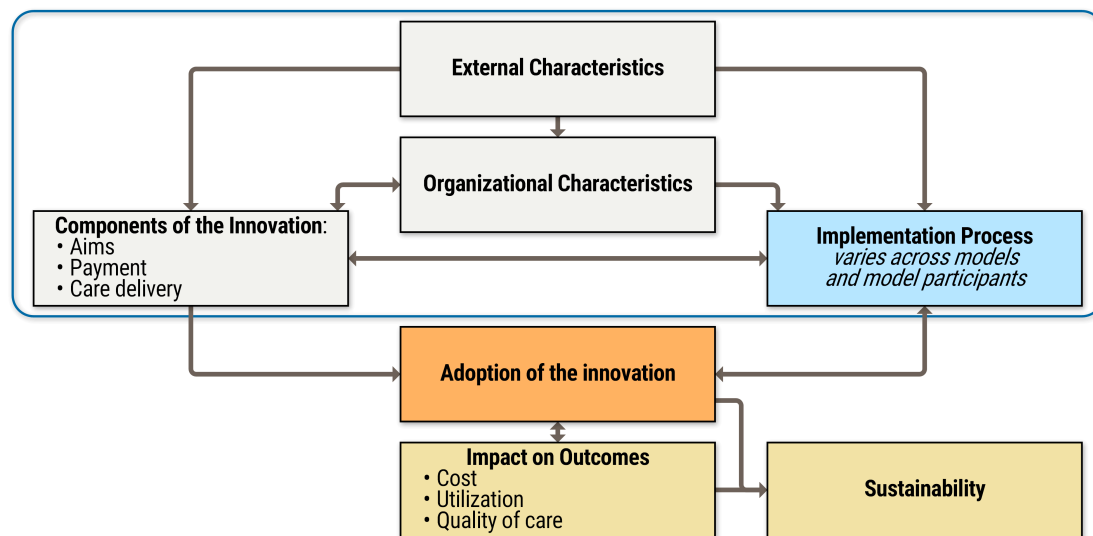 External Characteristics
Organizational Characteristics
Components of the Innovation:
• Aims
• Payment
• Care delivery
Implementation Process
varies across models
and model participants
Adoption of the innovation
Impact on Outcomes
• Cost
• Utilization
• Quality of care
Sustainability